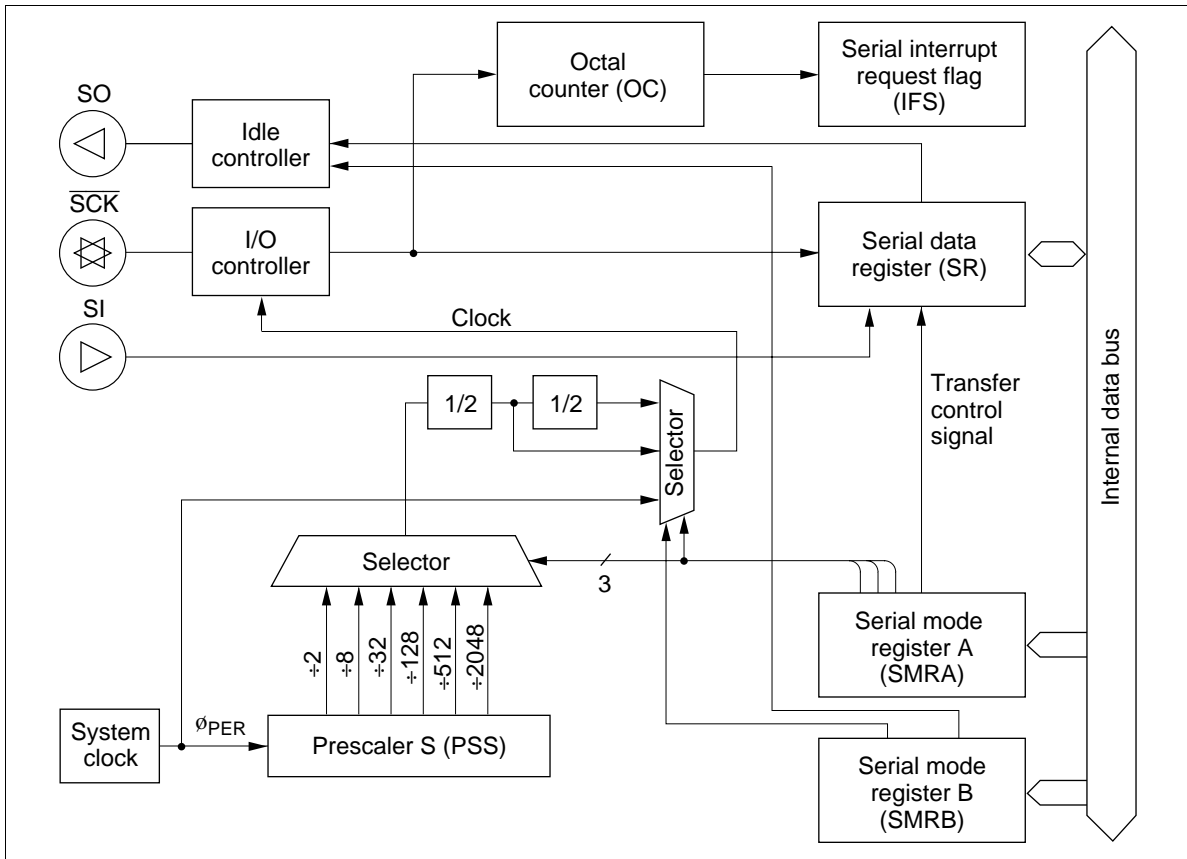 Octal
counter (OC)
Serial interrupt
request flag
(IFS)
SO
Idle
controller
SCK
I/O
controller
Serial data
register (SR)
SI
Clock
Transfer
control
signal
Internal data bus
1/2
1/2
Selector
Selector
3
÷2
÷8
÷32
÷128
÷512
÷2048
Serial mode
register A
(SMRA)
System
clock
øPER
Prescaler S (PSS)
Serial mode
register B
(SMRB)